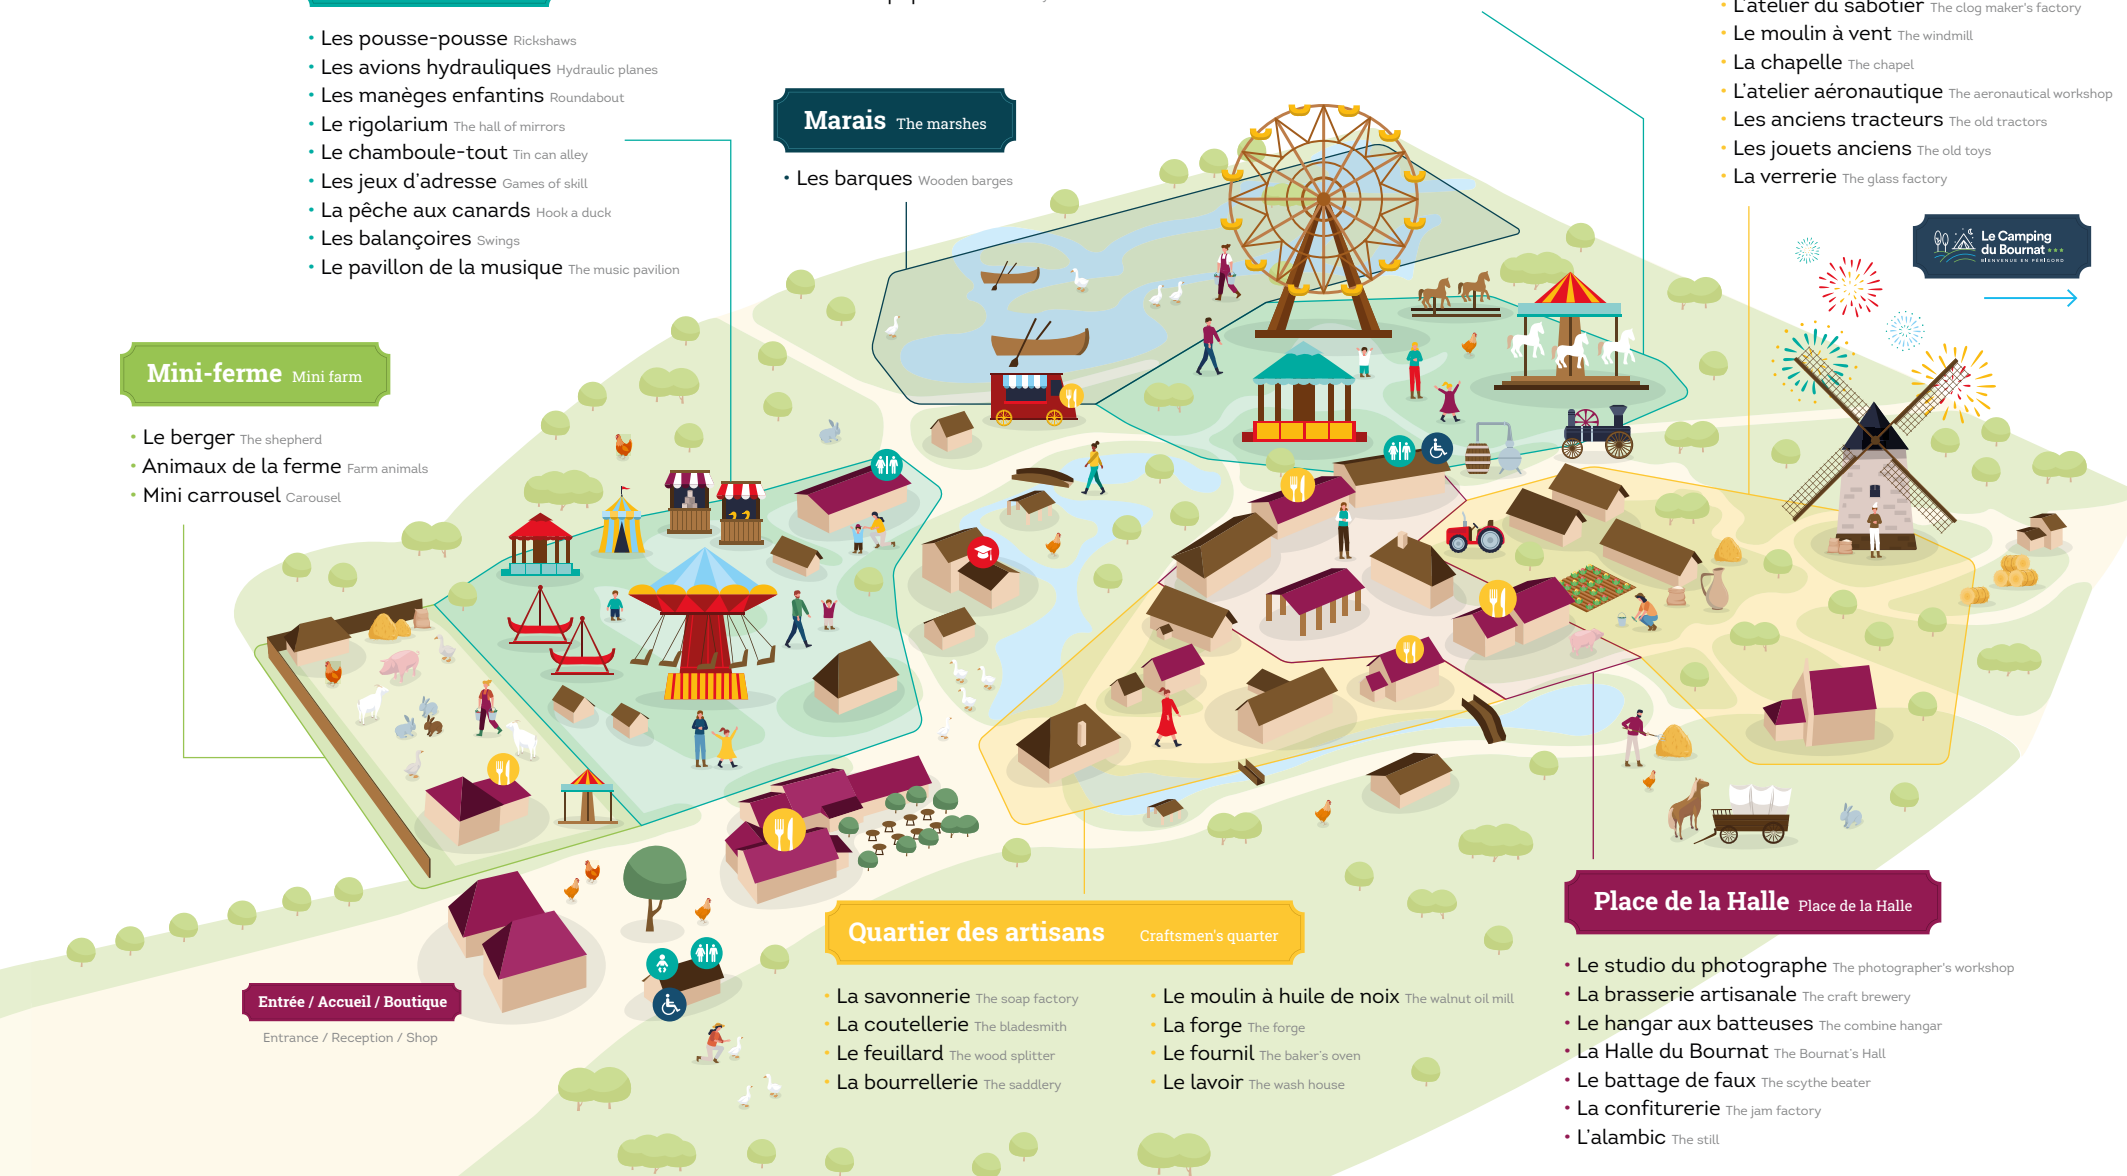 Les pousse-pousse Rickshaws
Les avions hydrauliques Hydraulic planes
Les manèges enfantins Roundabout
Le rigolarium The hall of mirrors
Le chamboule-tout Tin can alley
Les jeux d'adresse Games of skill
La pêche aux canards Hook a duck
Les balançoires Swings
Le pavillon de la musique The music pavilion
Marais The marshes
Les barques Wooden barges
L'atelier du sabotier The clog maker's factory
Le moulin à vent The windmill
La chapelle The chapel
L'atelier aéronautique The aeronautical workshop
Les anciens tracteurs The old tractors
Les jouets anciens The old toys
La verrerie The glass factory
Le Camping
du Bournat
BIENVENUE EN PÉRIGORD
Mini-ferme Mini farm
Le berger The shepherd
Animaux de la ferme Farm animals
Mini carrousel Carousel
Entrée / Accueil / Boutique
Entrance / Reception / Shop
Quartier des artisans Craftsmen's quarter
La savonnerie The soap factory
La coutellerie The bladesmith
Le feuillard The wood splitter
La bourrellerie The saddlery
Le moulin à huile de noix The walnut oil mill
La forge The forge
Le fournil The baker's oven
Le lavoir The wash house
Place de la Halle Place de la Halle
Le studio du photographe The photographer's workshop
La brasserie artisanale The craft brewery
Le hangar aux batteuses The combine hangar
La Halle du Bournat The Bournat's Hall
Le battage de faux The scythe beater
La confiturerie The jam factory
L'alambic The still